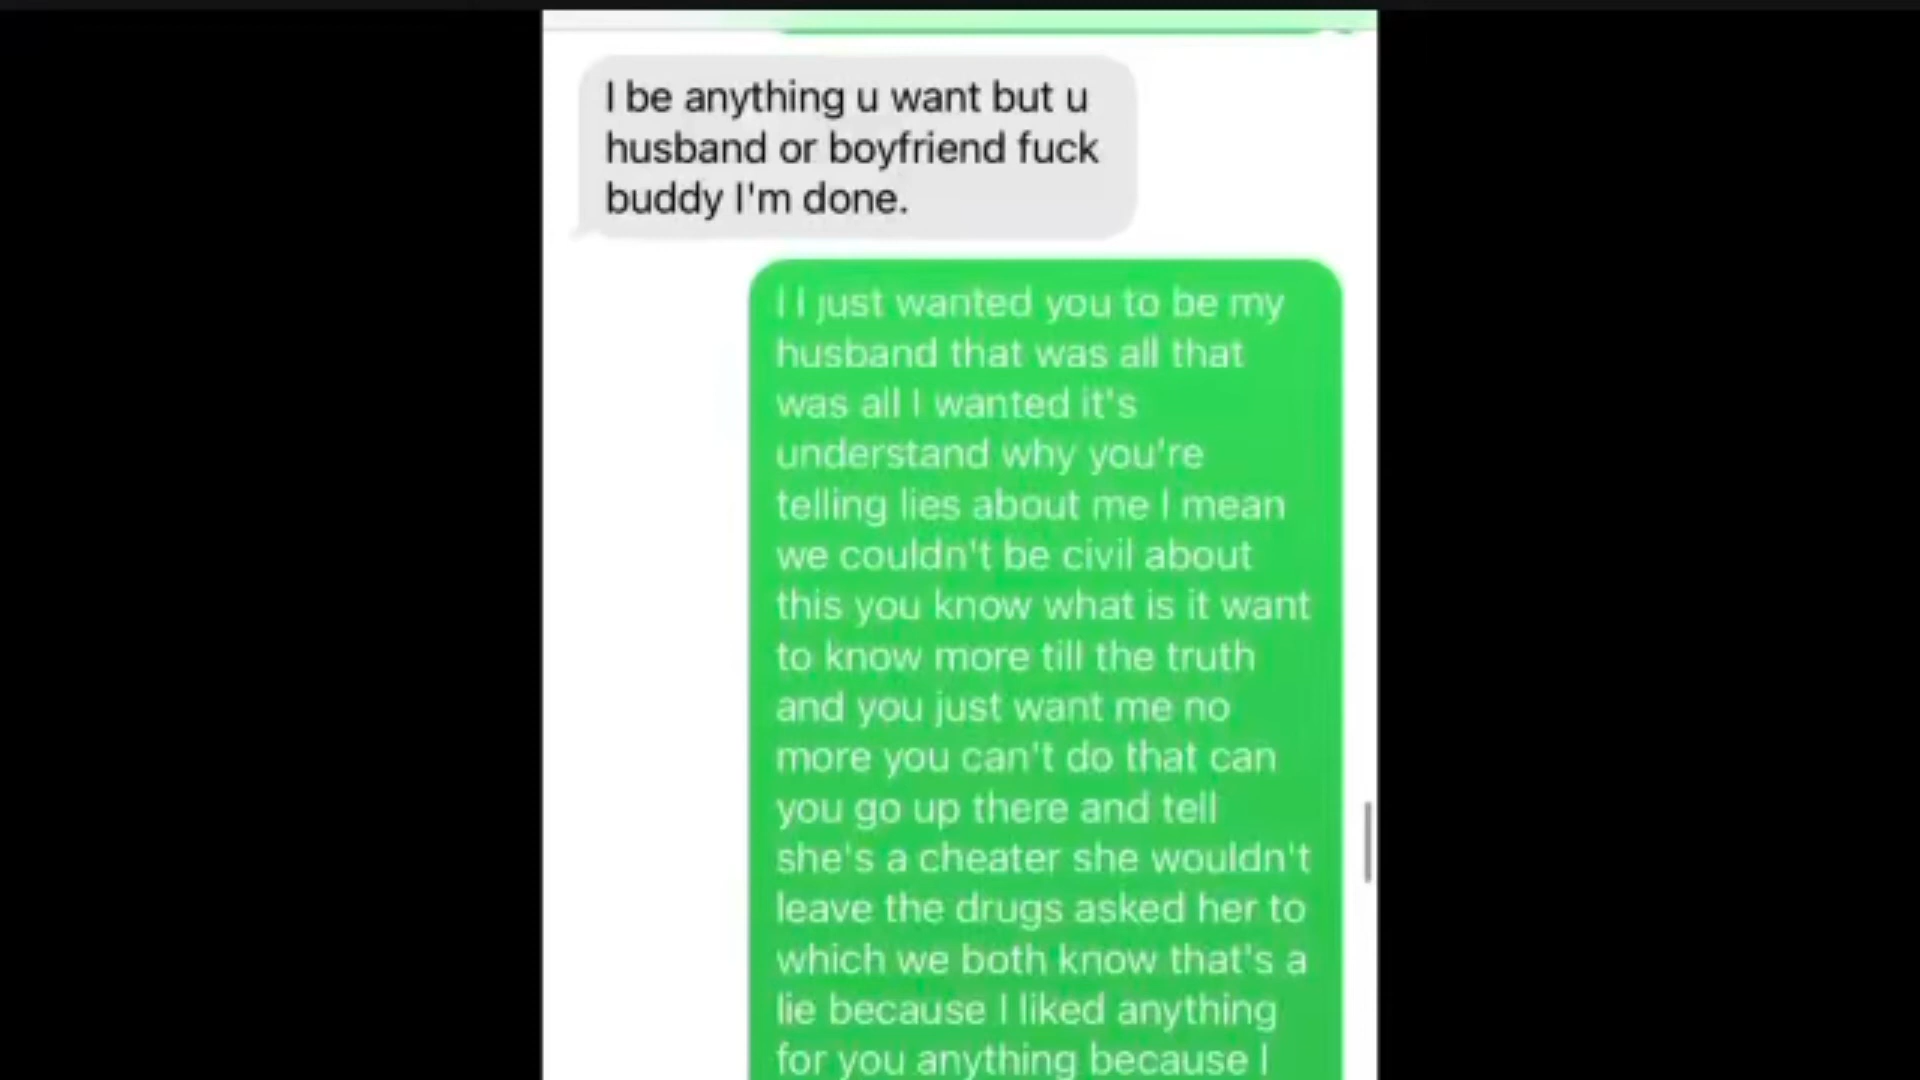 I be anything u want but u
husband or boyfriend fuck
buddy I'm done.
I I just wanted you to be my
husband that was all that
was all I wanted it's
understand why you're
telling lies about me I mean
we couldn't be civil about
this you know what is it want
to know more till the truth
and you just want me no
more you can't do that can
you go up there and tell
she's a cheater she wouldn't
leave the drugs asked her to
which we both know that's a
lie because I liked anything
for you anything because I